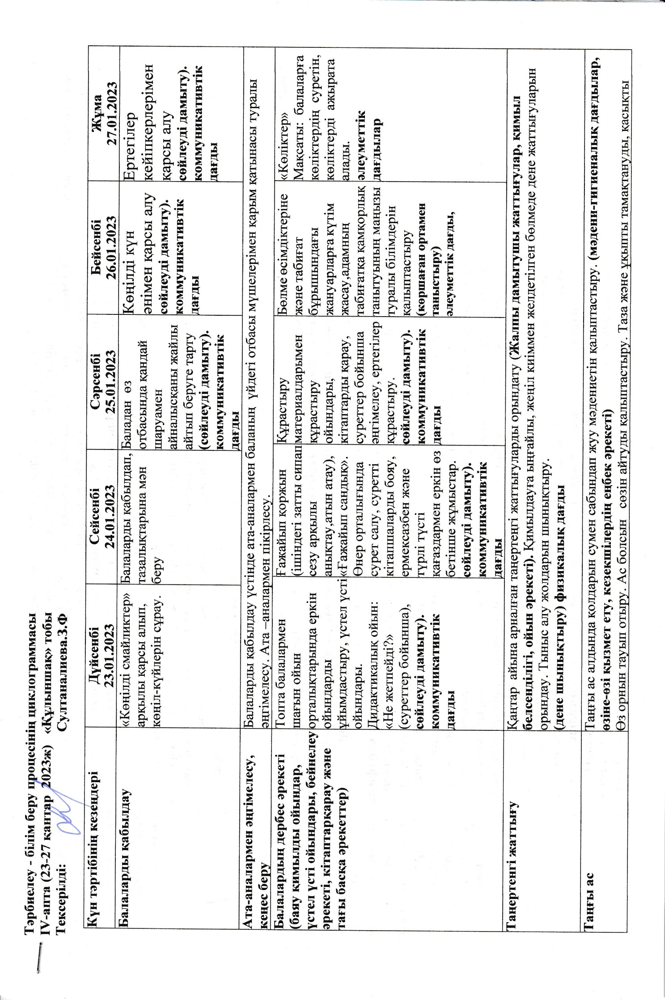 Тәрбиелеу - білім беру процесінің циклограммасы
IV-апта (23-27 қантар 2023ж) «Құлыншақ» тобы
Тексерілді: Султаналиева.З.Ф
Күн тәртібінің кезеңдері
Дүйсенбі
23.01.2023
Сейсенбі
24.01.2023
Сәрсенбі
25.01.2023
Бейсенбі
26.01.2023
Жұма
27.01.2023
Балаларды қабылдау
«Көңілді смайликтер»
арқылы қарсы алып,
көңіл-күйлерін сұрау.
Балаларды қабылдап,
тазалықтарына мән
беру
Баладан өз
отбасында қандай
шаруамен
айналысқаны жайлы
айтып беруге тарту
(сөйлеуді дамыту).
коммуникативтік
дағды
Көңілді күн
әнімен қарсы алу
сөйлеуді дамыту).
коммуникативтік
дағды
Ертегілер
кейіпкерлерімен
қарсы алу
сөйлеуді дамыту).
коммуникативтік
дағды
Ата-аналармен әңгімелесу,
кеңес беру
Балаларды қабылдау үстінде ата-аналармен баланың үйдегі отбасы мүшелерімен қарым қатынасы туралы
әңгімелесу. Ата –аналармен пікірлесу.
Балалардың дербес әрекеті
(баяу қимылды ойындар,
үстел үсті ойындары, бейнелеу
әрекеті, кітаптарқарау және
тағы басқа әрекеттер)
Топта балалармен
шағын ойын
орталықтарында еркін
ойындарды
ұйымдастыру, үстел үсті
ойындары.
Дидактикалық ойын:
«Не жетпейді?»
(суреттер бойынша),
сөйлеуді дамыту).
коммуникативтік
дағды
Ғажайып қоржын
(ішіндегі затты сипап
сезу арқылы
анықтау,атын атау),
«Ғажайып сандық».
Өнер орталығында
сурет салу, суретті
кітапшаларды бояу,
ермексазбен және
түрлі түсті
қағаздармен еркін өз
бетінше жұмыстар.
сөйлеуді дамыту).
коммуникативтік
дағды
Құрастыру
материалдарымен
құрастыру
ойындары,
кітаптарды қарау,
суреттер бойынша
әңгімелеу, ертегілер
құрастыру.
сөйлеуді дамыту).
коммуникативтік
дағды
Бөлме өсімдіктеріне
және табиғат
бұрышындағы
жануарларға күтім
жасау,адамның
табиғатқа қамқорлық
танытуының маңызы
туралы білімдерін
қалыптастыру
(көршаған ортамен
таныстыру)
әлеуметтік дағды,
«Көліктер»
Мақсаты: балаларға
көліктердің суретін,
көліктерді ажырата
алады.
әлеуметтік
дағдылар
Таңертенгі жаттығу
Қаңтар айына арналған таңертеңгі жаттығуларды орындату (Жалпы дамытушы жаттығулар, қимыл
белсенділігі, ойын әрекеті). Қимылдауға ыңғайлы, жеңіл киіммен желдетілген бөлмеде дене жаттығуларын
орындау. Тыныс алу жолдарын шынықтыру.
(дене шынықтыру) физикалық дағды
Таңғы ас
Таңғы ас алдында қолдарын сумен сабындап жуу мәдениетін қалыптастыру. (мәдени-гигиеналық дағдылар,
өзіне-өзі қызмет ету, кезекшілердің еңбек әрекеті)
Өз орнын тауып отыру. Ас болсын сөзін айтуды қалыптастыру. Таза және ұқыпты тамақтануды, қасықты